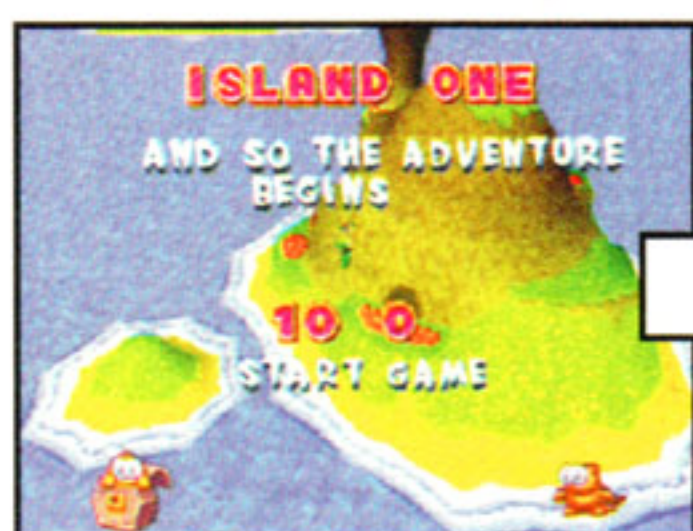 ISLAND ONE
AND SO THE ADVENTURE
BEGINS
10 0
START GAME